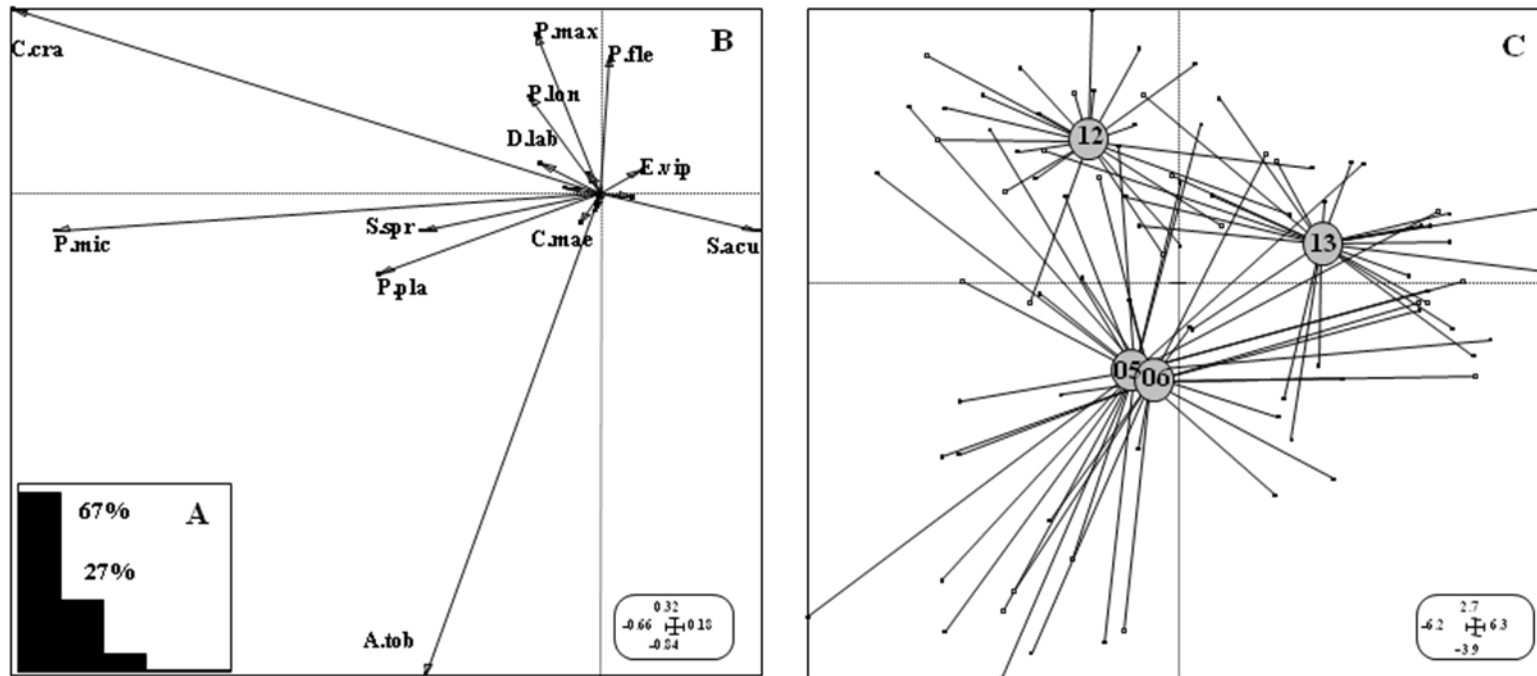 B
C.cra
P.max
P.fle
P.lon
D.lab
E.vip
P.mic
S.spr
C.mae
S.acu
P.pla
A.tob
A
67%
27%
0.32
-0.66 0.18
-0.84
C
12
13
05
06
2.7
-6.2 6.3
-3.9